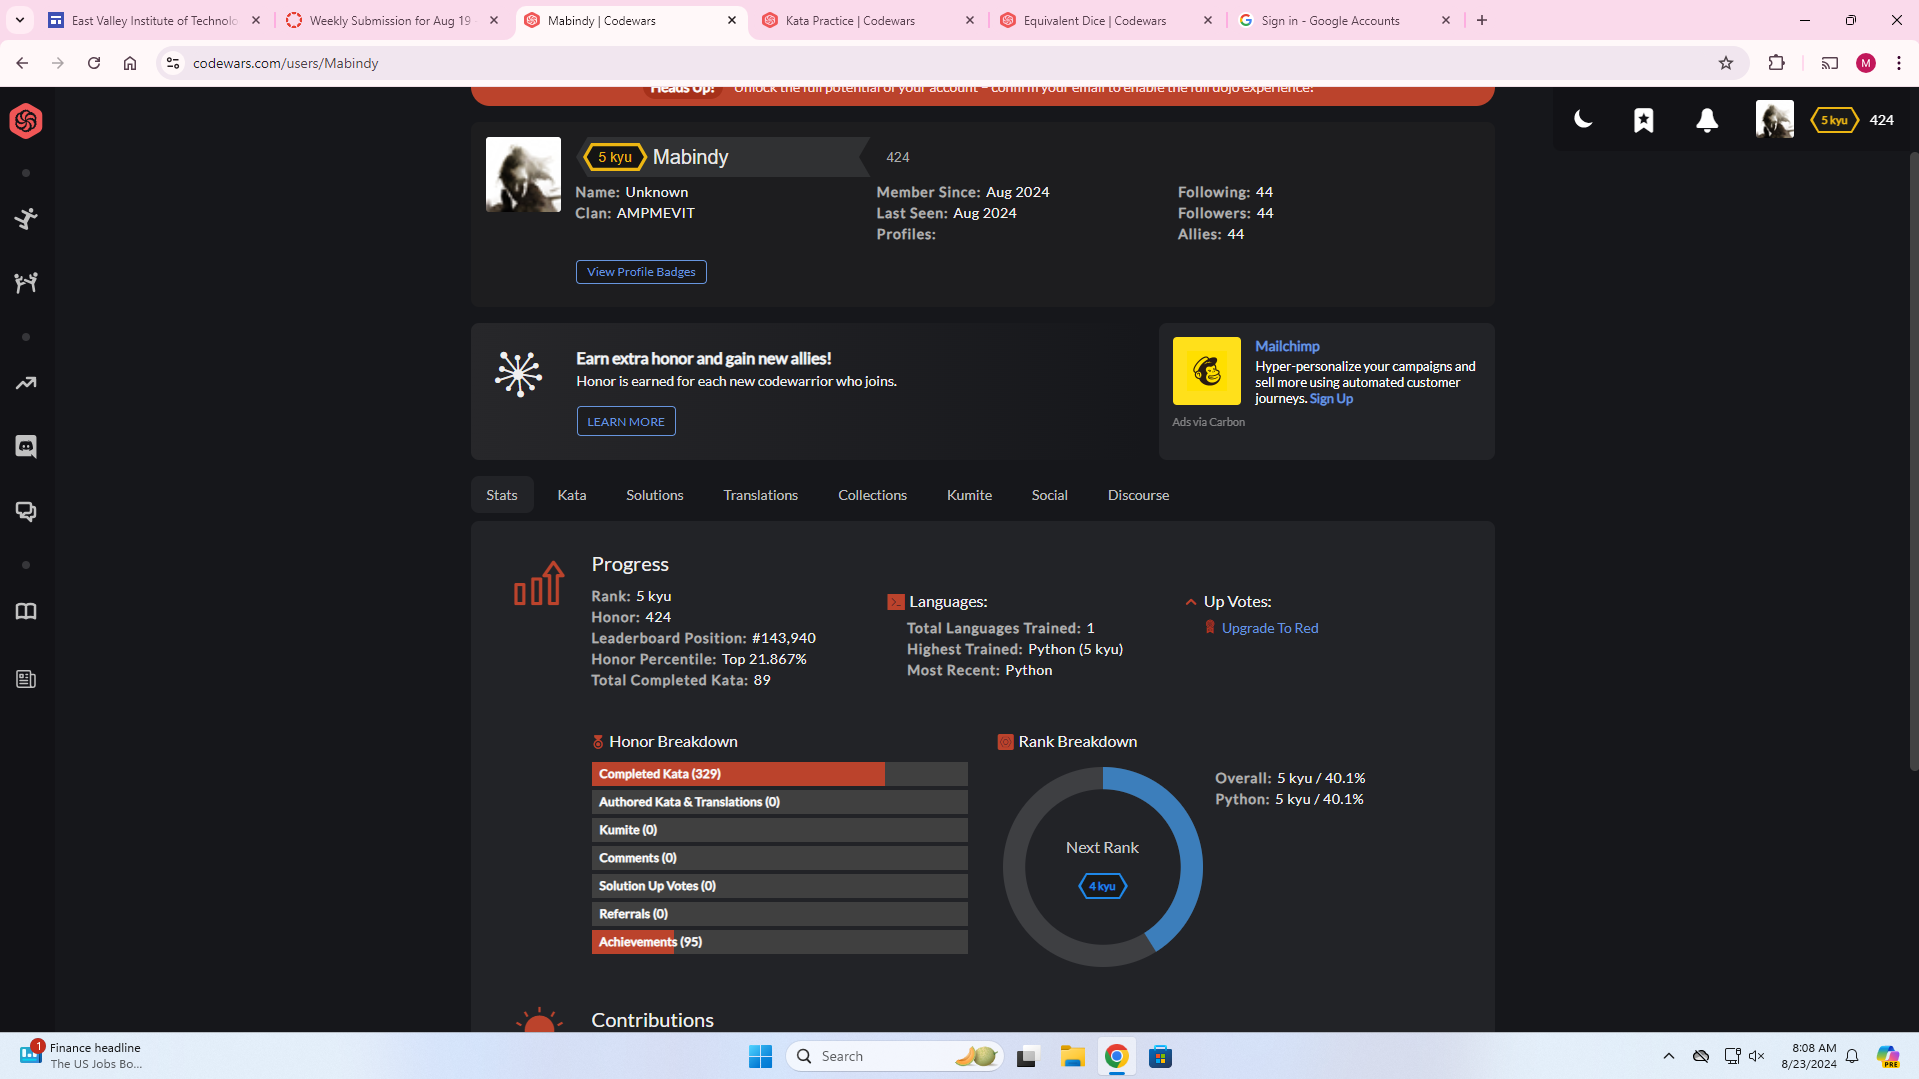 East Valley Institute of Technolo
Weekly Submission for Aug 19 -
Mabindy | Codewars
Kata Practice | Codewars
Equivalent Dice | Codewars
Sign in - Google Accounts
codewars.com/users/Mabindy
M
Heads Up! Unlock the full potential of your account – confirm your email to enable the full dojo experience!
5 kyu 424
5 kyu Mabindy 424
Name: Unknown
Clan: AMPMEVIT
Member Since: Aug 2024
Last Seen: Aug 2024
Profiles:
Following: 44
Followers: 44
Allies: 44
View Profile Badges
Earn extra honor and gain new allies!
Honor is earned for each new codewarrior who joins.
LEARN MORE
Mailchimp
Hyper-personalize your campaigns and
sell more using automated customer
journeys. Sign Up
Ads via Carbon
Stats Kata Solutions Translations Collections Kumite Social Discourse
Progress
Rank: 5 kyu
Honor: 424
Leaderboard Position: #143,940
Honor Percentile: Top 21.867%
Total Completed Kata: 89
Languages:
Total Languages Trained: 1
Highest Trained: Python (5 kyu)
Most Recent: Python
Up Votes:
Upgrade To Red
Honor Breakdown
Completed Kata (329)
Authored Kata & Translations (0)
Kumite (0)
Comments (0)
Solution Up Votes (0)
Referrals (0)
Achievements (95)
Rank Breakdown
Next Rank
4 kyu
Overall: 5 kyu / 40.1%
Python: 5 kyu / 40.1%
Contributions
1
Finance headline
The US Jobs Bo...
Search
8:08 AM
8/23/2024
PRE